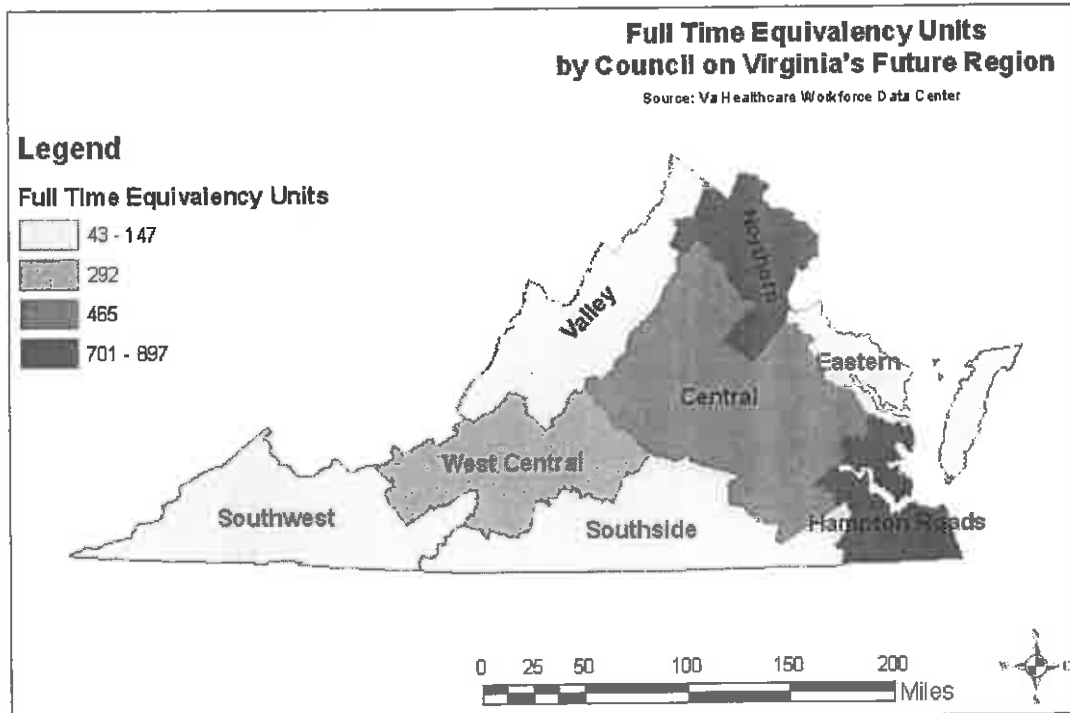 Full Time Equivalency Units
by Council on Virginia's Future Region
Source: Va Healthcare Workforce Data Center
Legend
Full Time Equivalency Units
43 - 147
292
465
701 - 897
Northern
Valley
Eastern
Central
West Central
Southwest
Southside
Hampton Roads
0 25 50 100 150 200
Miles
N
W
S